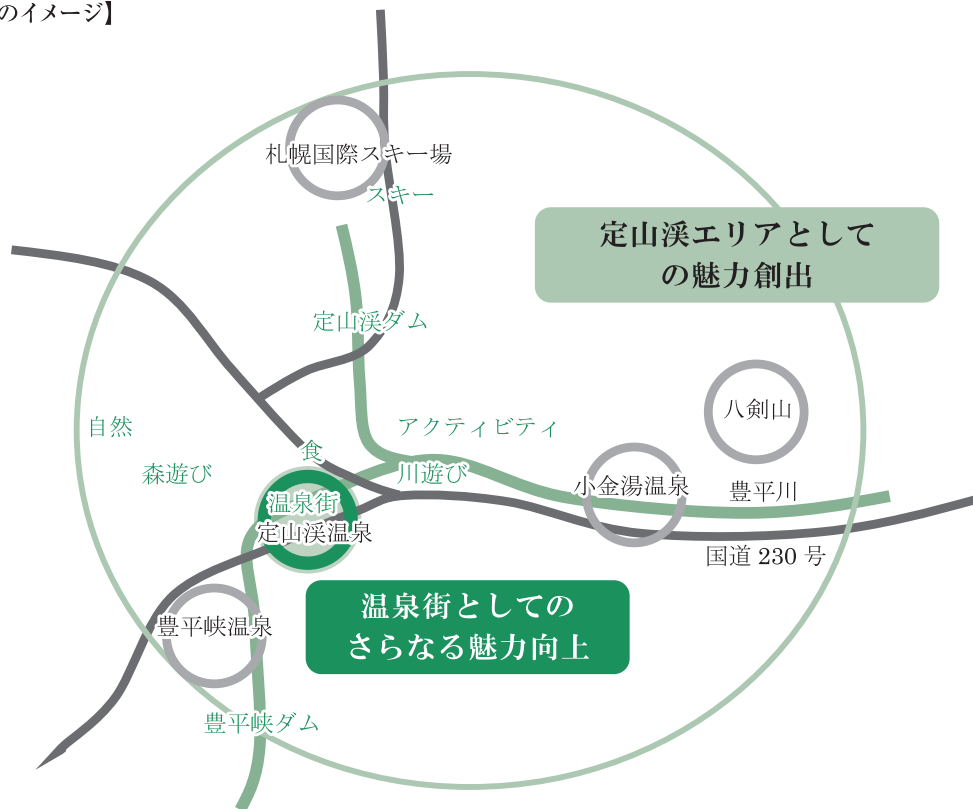 のイメージ】
札幌国際スキー場
スキー
定山渓エリアとして
の魅力創出
定山渓ダム
八剣山
自然
アクティビティ
食
森遊び
川遊び
小金湯温泉
豊平川
温泉街
定山渓温泉
国道 230 号
温泉街としての
さらなる魅力向上
豊平峡温泉
豊平峡ダム